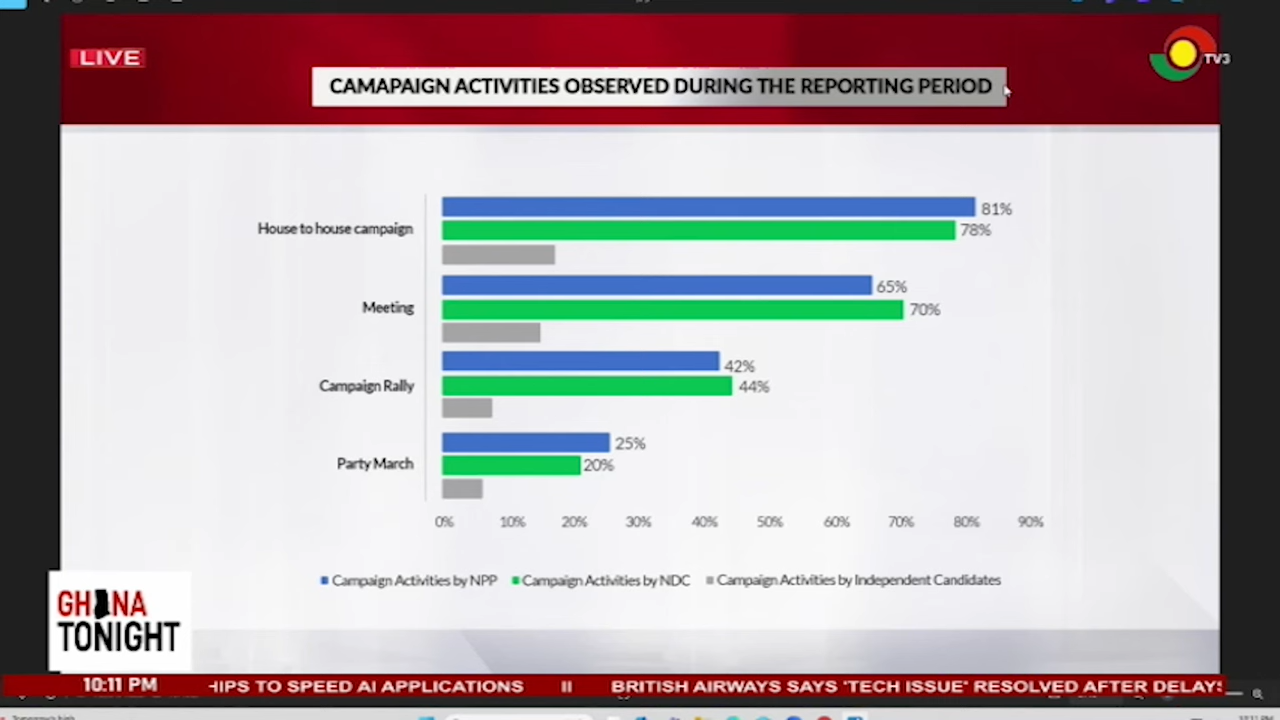 LIVE
TV3
CAMAPAIGN ACTIVITIES OBSERVED DURING THE REPORTING PERIOD
House to house campaign
81%
78%
Meeting
65%
70%
Campaign Rally
42%
44%
Party March
25%
20%
0% 10% 20% 30% 40% 50% 60% 70% 80% 90%
Campaign Activities by NPP Campaign Activities by NDC Campaign Activities by Independent Candidates
GHANA
TONIGHT
10:11 PM HIPS TO SPEED AI APPLICATIONS II BRITISH AIRWAYS SAYS 'TECH ISSUE' RESOLVED AFTER DELAYS